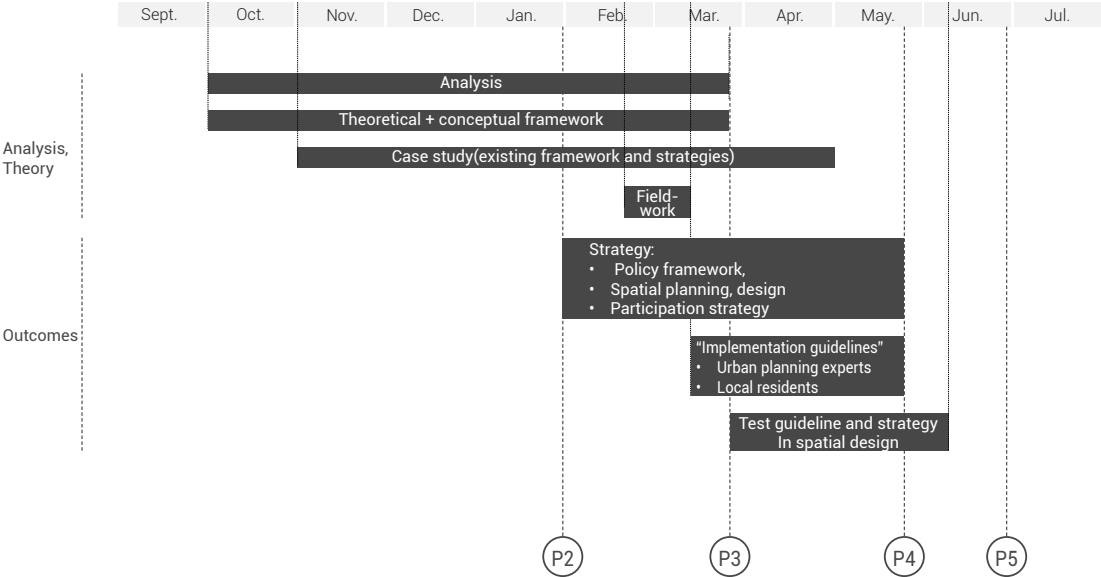 Sept. Oct. Nov. Dec. Jan. Feb. Mar. Apr. May. Jun. Jul.
Analysis
Theoretical + conceptual framework
Analysis,
Theory
Case study(existing framework and strategies)
Field-
work
Strategy:
• Policy framework,
• Spatial planning, design
• Participation strategy
Outcomes
“Implementation guidelines”
• Urban planning experts
• Local residents
Test guideline and strategy
In spatial design
P2 P3 P4 P5